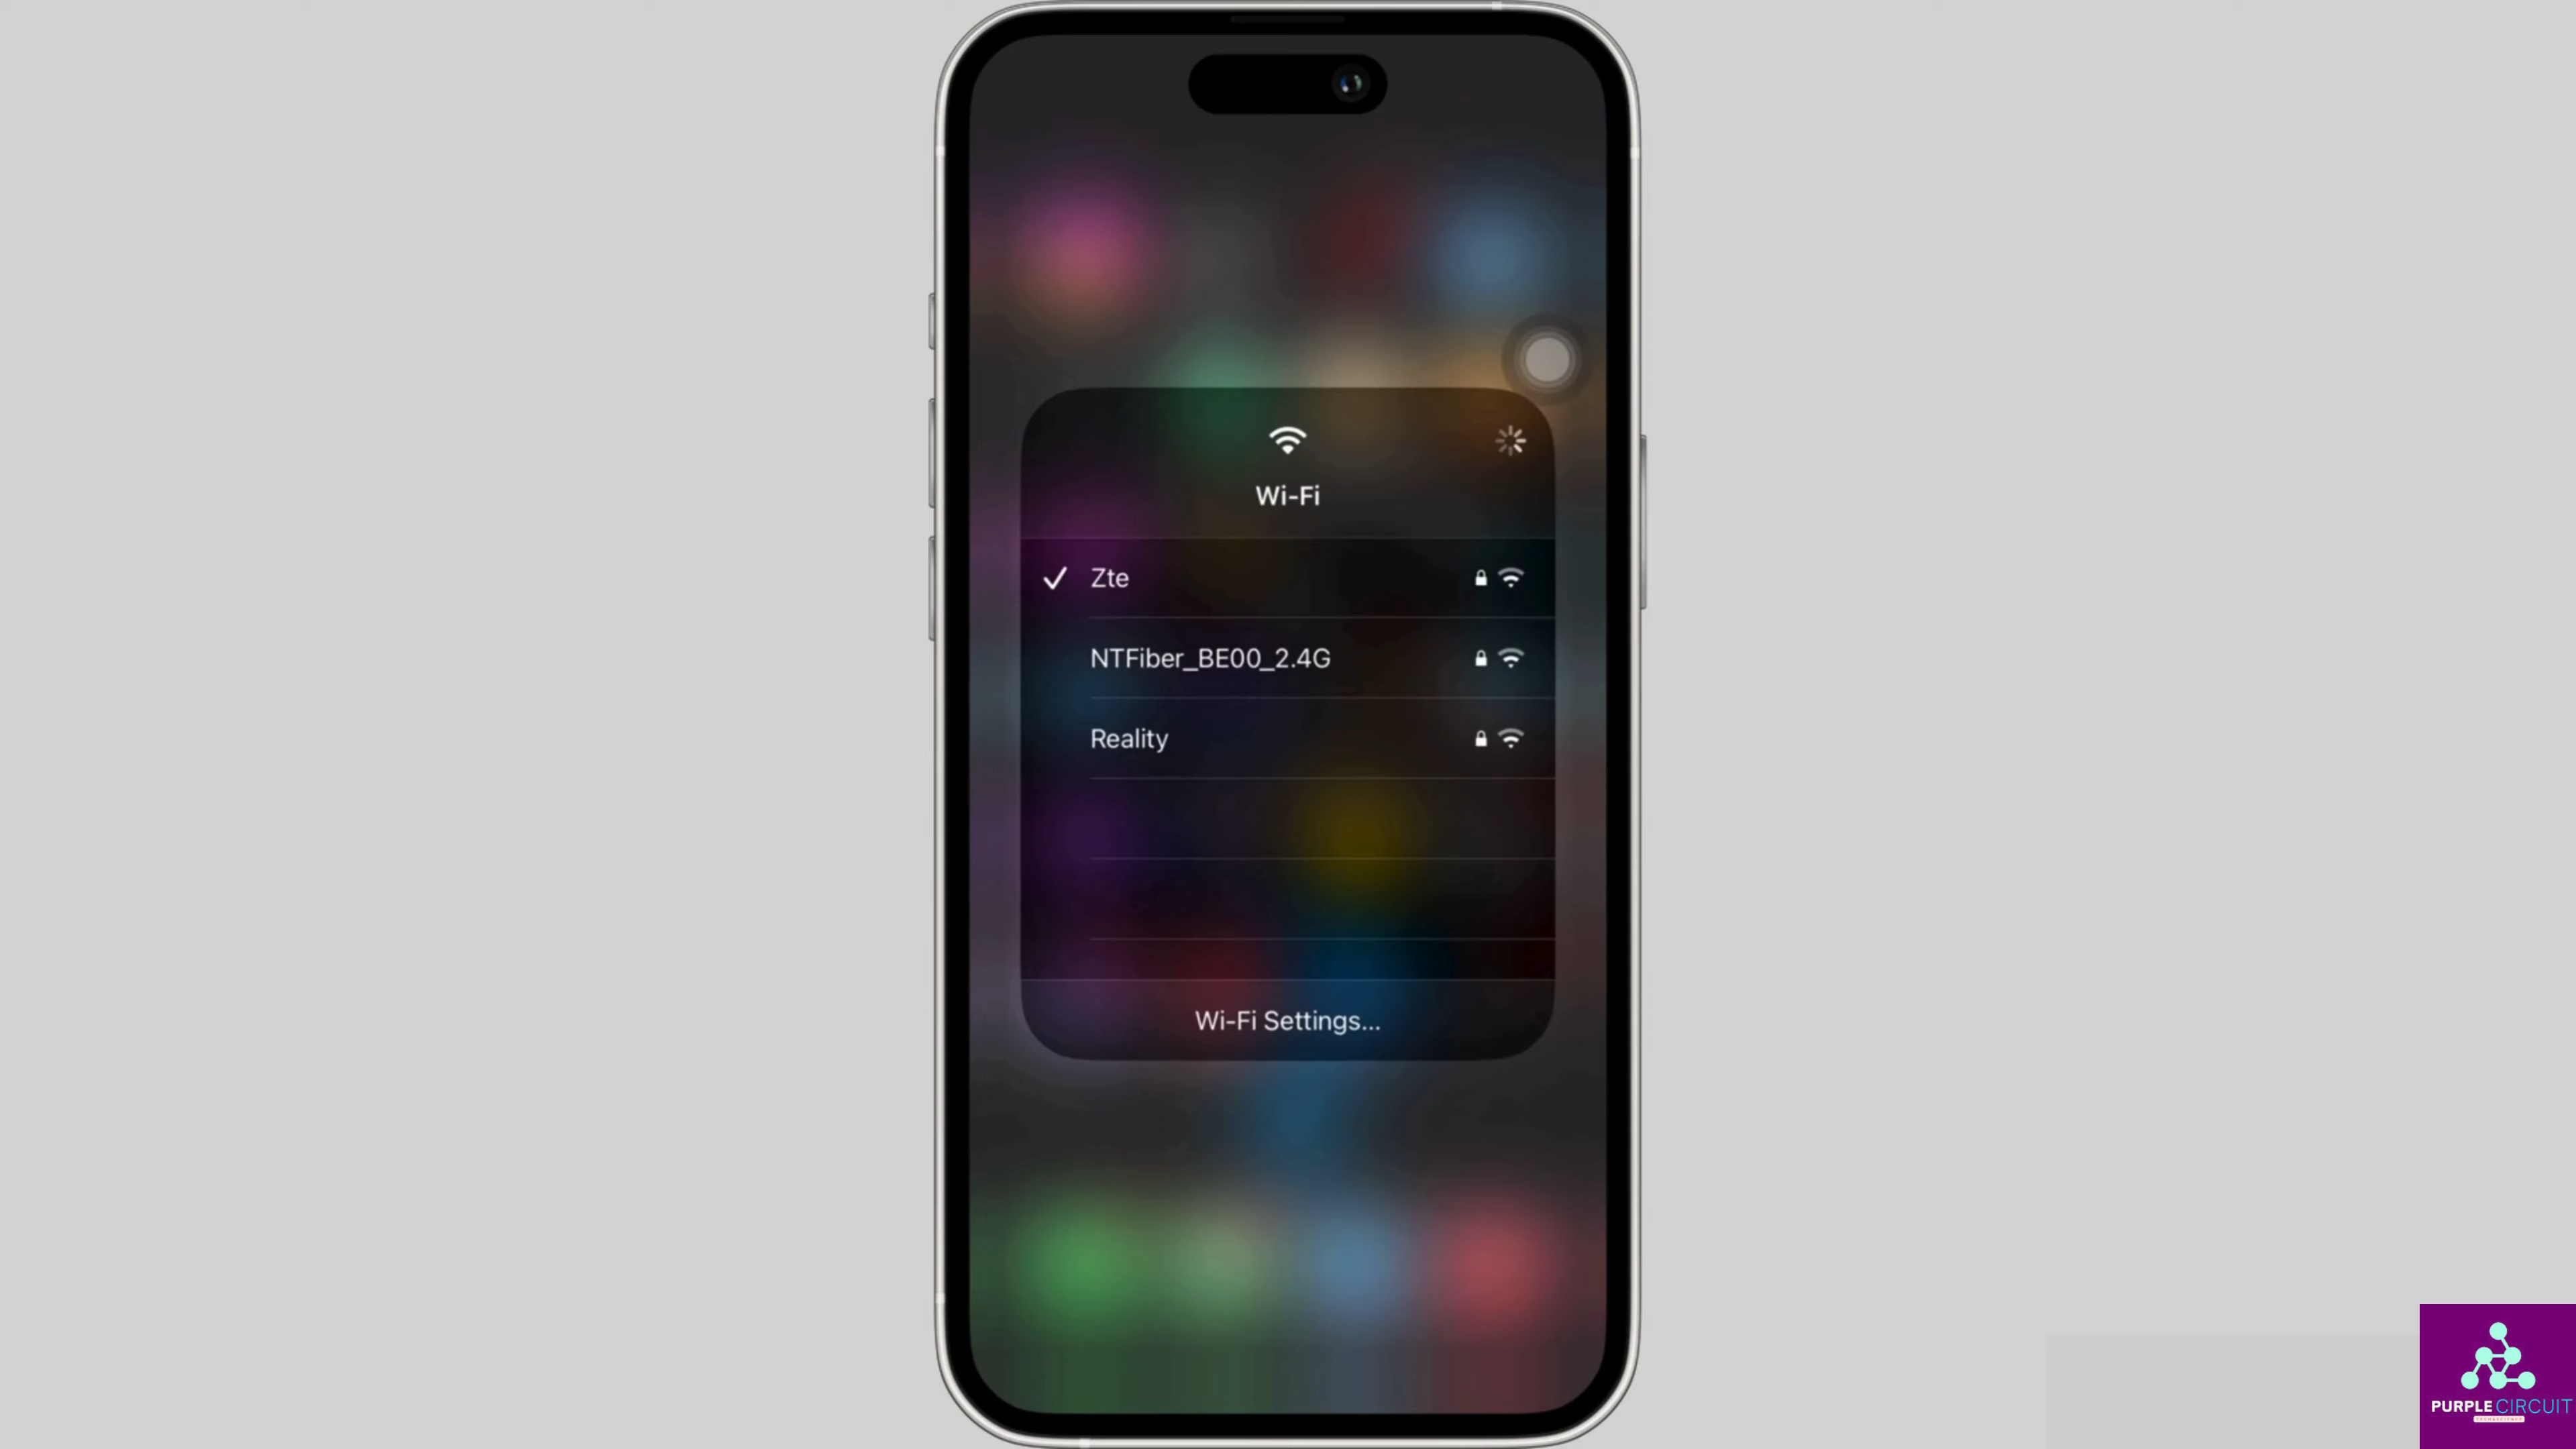 Wi-Fi
Zte
NTFiber_BE00_2.4G
Reality
Wi-Fi Settings...
PURPLE CIRCUIT